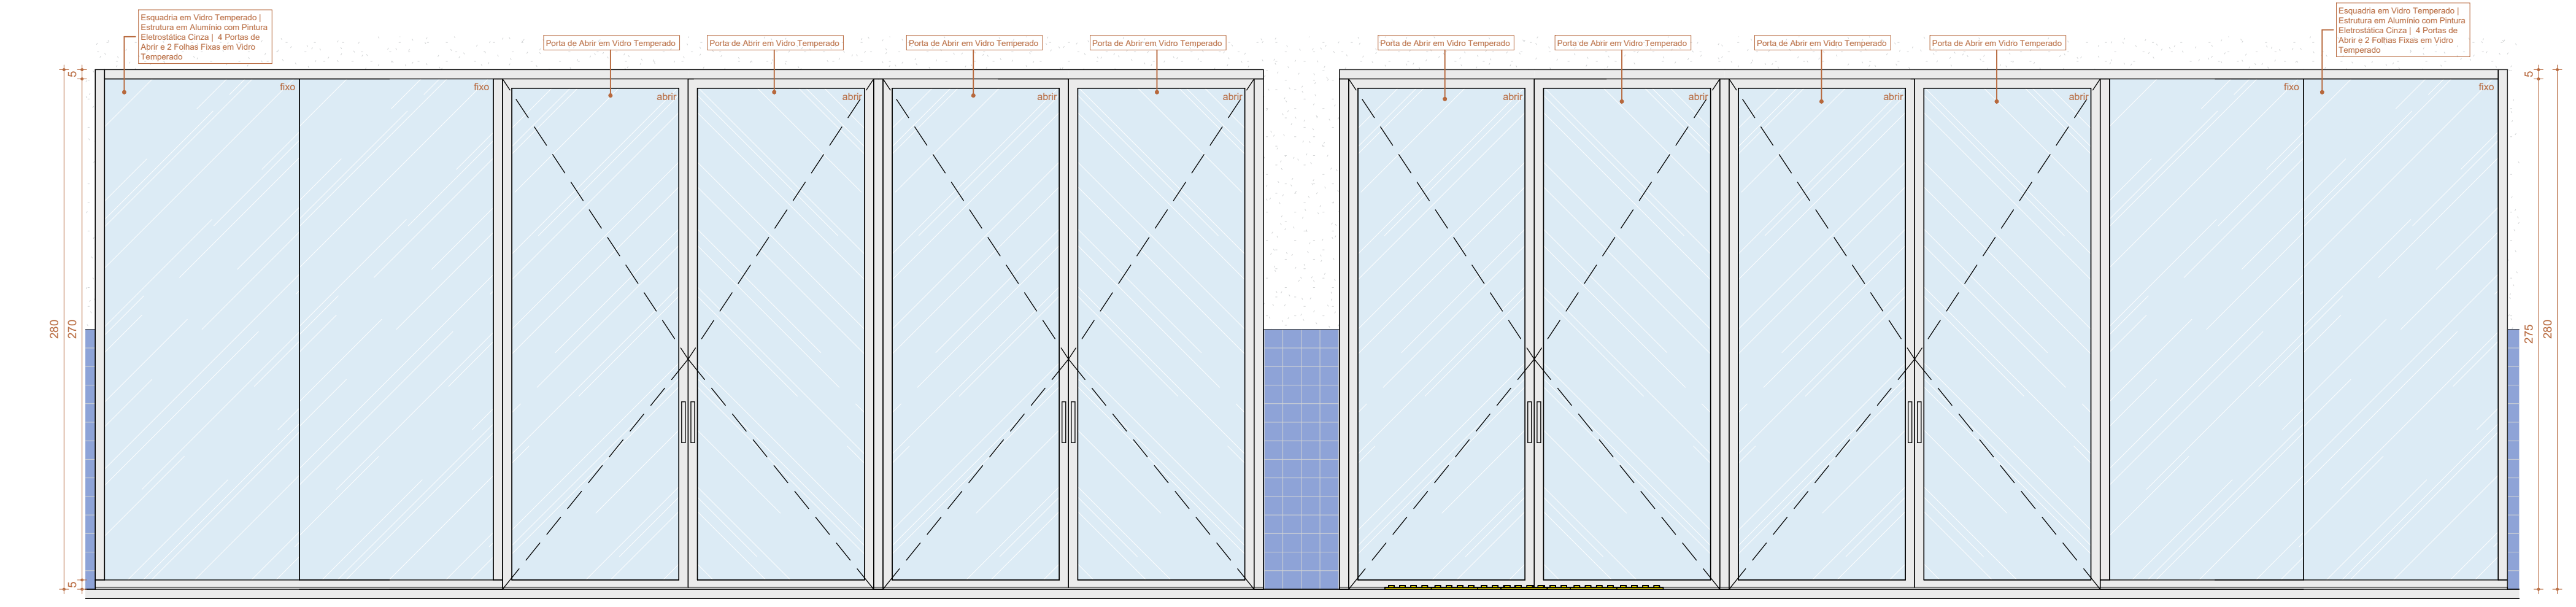 Esquadria em Vidro Temperado |
Estrutura em Alumínio com Pintura
Eletrostática Cinza | 4 Portas de
Abrir e 2 Folhas Fixas em Vidro
Temperado
Porta de Abrir em Vidro Temperado
Porta de Abrir em Vidro Temperado
Porta de Abrir em Vidro Temperado
Porta de Abrir em Vidro Temperado
Porta de Abrir em Vidro Temperado
Porta de Abrir em Vidro Temperado
Porta de Abrir em Vidro Temperado
Porta de Abrir em Vidro Temperado
Esquadria em Vidro Temperado |
Estrutura em Alumínio com Pintura
Eletrostática Cinza | 4 Portas de
Abrir e 2 Folhas Fixas em Vidro
Temperado
5
fixo
fixo
abrir
abrir
abrir
abrir
abrir
abrir
abrir
abrir
fixo
fixo
5
280
270
275
280
5